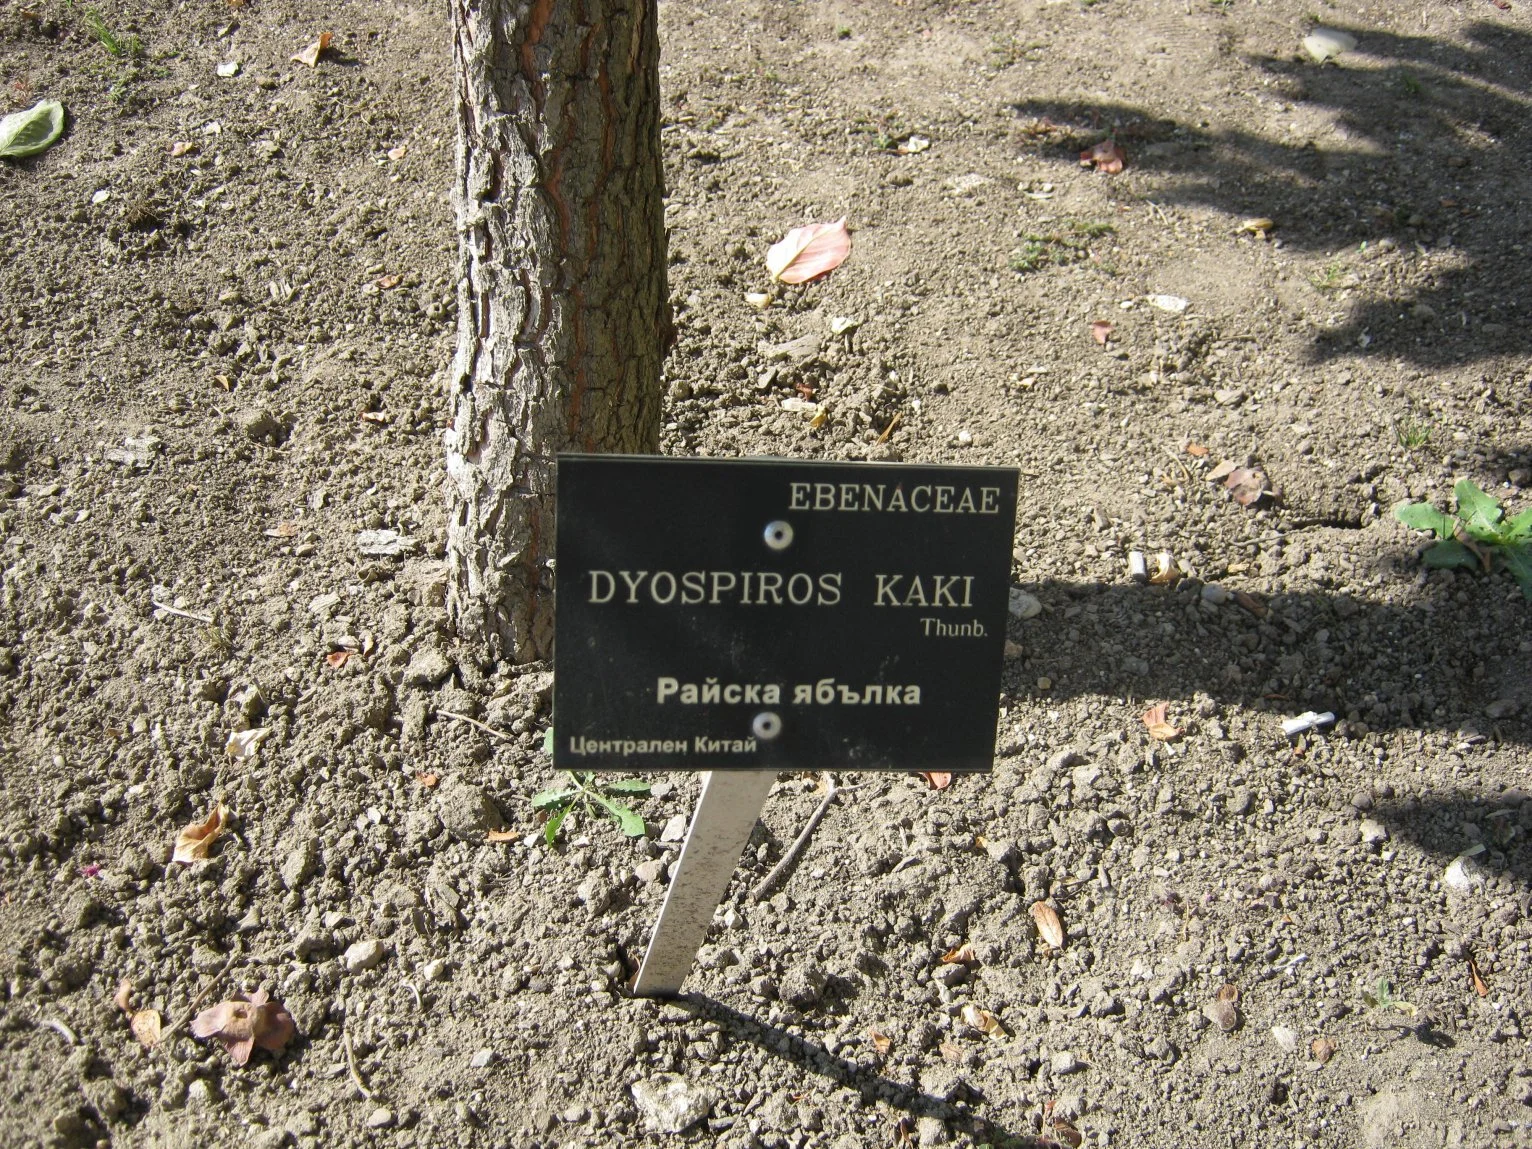 EBENACEAE
DYOSPIROS KAKI
Thunb.
Райска ябълка
Централен Китай